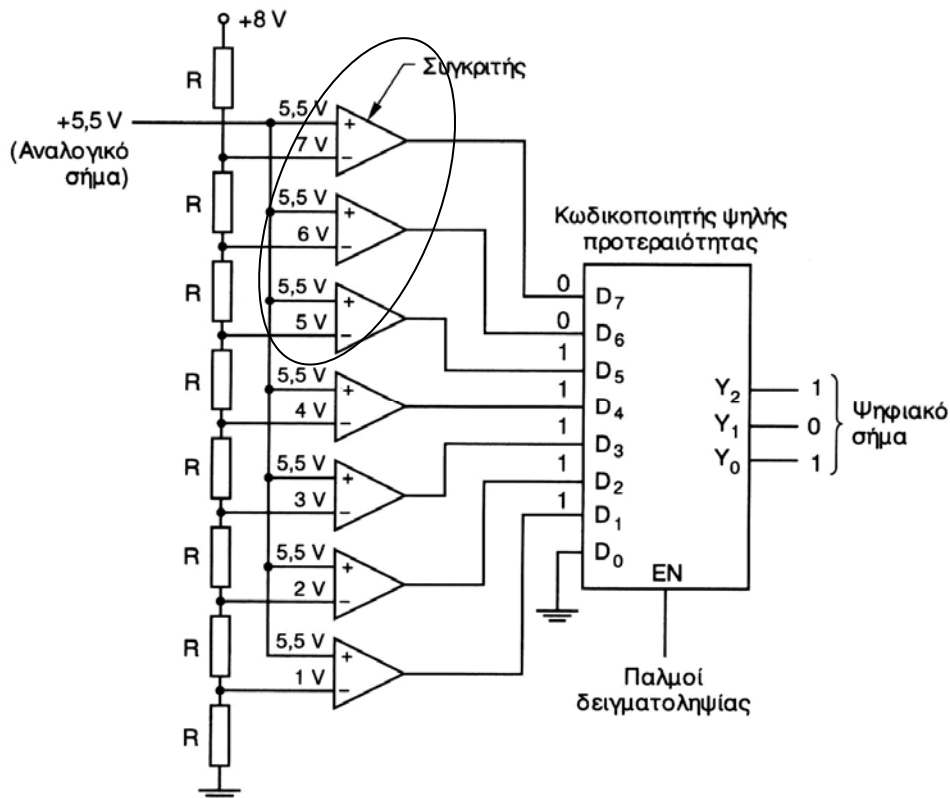 +8 V
R
Συγκριτής
+5,5 V
(Αναλογικό
σήμα)
5,5 V
+
7 V
−
R
5,5 V
+
6 V
−
R
5,5 V
+
5 V
−
R
5,5 V
+
4 V
−
R
5,5 V
+
3 V
−
R
5,5 V
+
2 V
−
R
5,5 V
+
1 V
−
R
Κωδικοποιητής ψηλής
προτεραιότητας
0 D7
0 D6
1 D5
1 D4
1 D3
1 D2
1 D1
D0
Y2 1
Y1 0
Y0 1
Ψηφιακό
σήμα
EN
Παλμοί
δειγματοληψίας